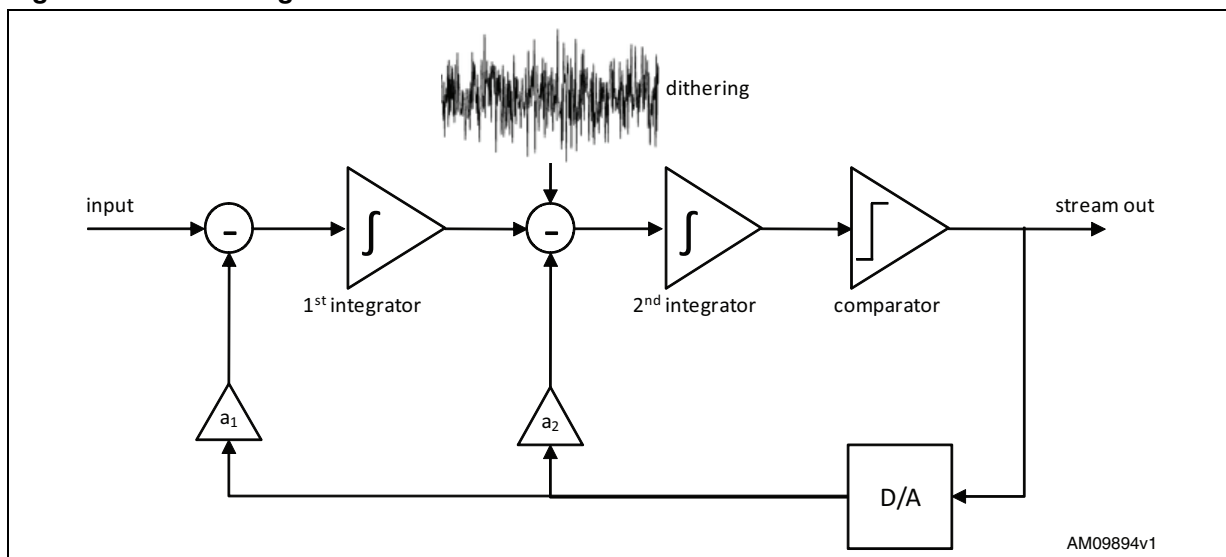 dithering
input
-
∫
-
∫
stream out
1st integrator
2nd integrator
comparator
a1
a2
D/A
AM09894v1